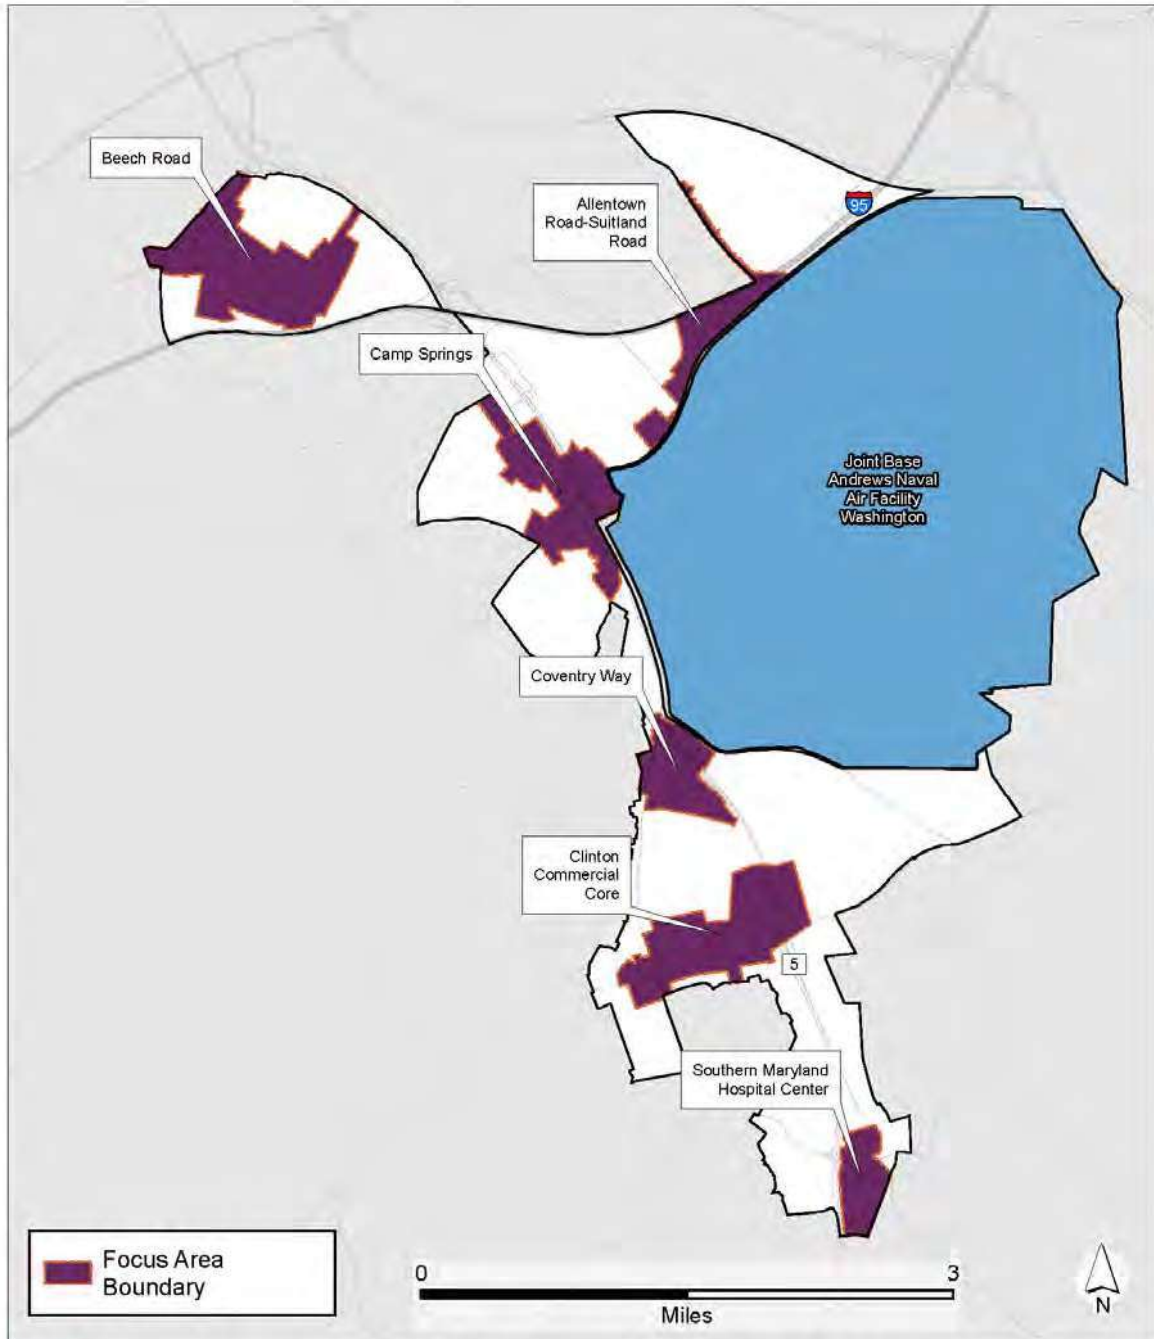 Beech Road
Allentown
Road-Suitland
Road
95
Camp Springs
Joint Base
Andrews Naval
Air Facility
Washington
Coventry Way
Clinton
Commercial
Core
5
Southern Maryland
Hospital Center
Focus Area
Boundary
0
3
Miles
N